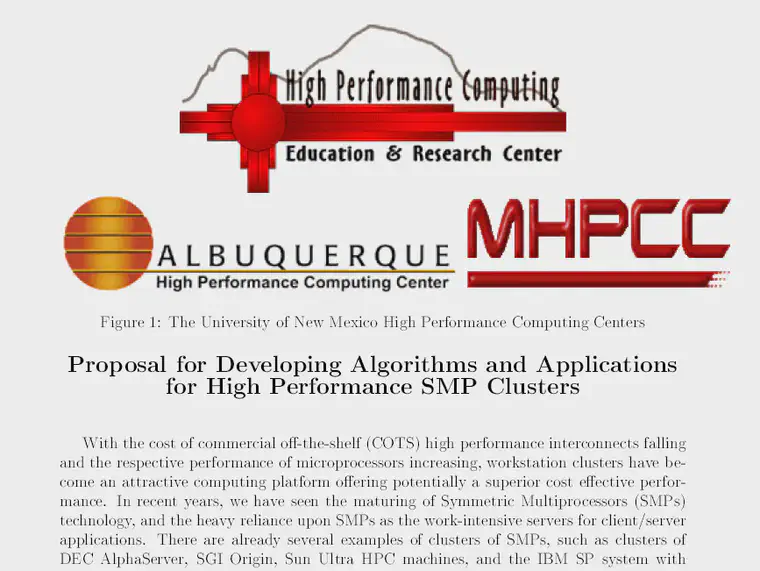 High Performance Computing
Education & Research Center
ALBUQUERQUE
High Performance Computing Center
MHPCC
Figure 1: The University of New Mexico High Performance Computing Centers
Proposal for Developing Algorithms and Applications
for High Performance SMP Clusters
With the cost of commercial off-the-shelf (COTS) high performance interconnects falling
and the respective performance of microprocessors increasing, workstation clusters have be-
come an attractive computing platform offering potentially a superior cost effective perfor-
mance. In recent years, we have seen the maturing of Symmetric Multiprocessors (SMPs)
technology, and the heavy reliance upon SMPs as the work-intensive servers for client/server
applications. There are already several examples of clusters of SMPs, such as clusters of
DEC AlphaServer, SGI Origin, Sun Ultra HPC machines, and the IBM SP system with